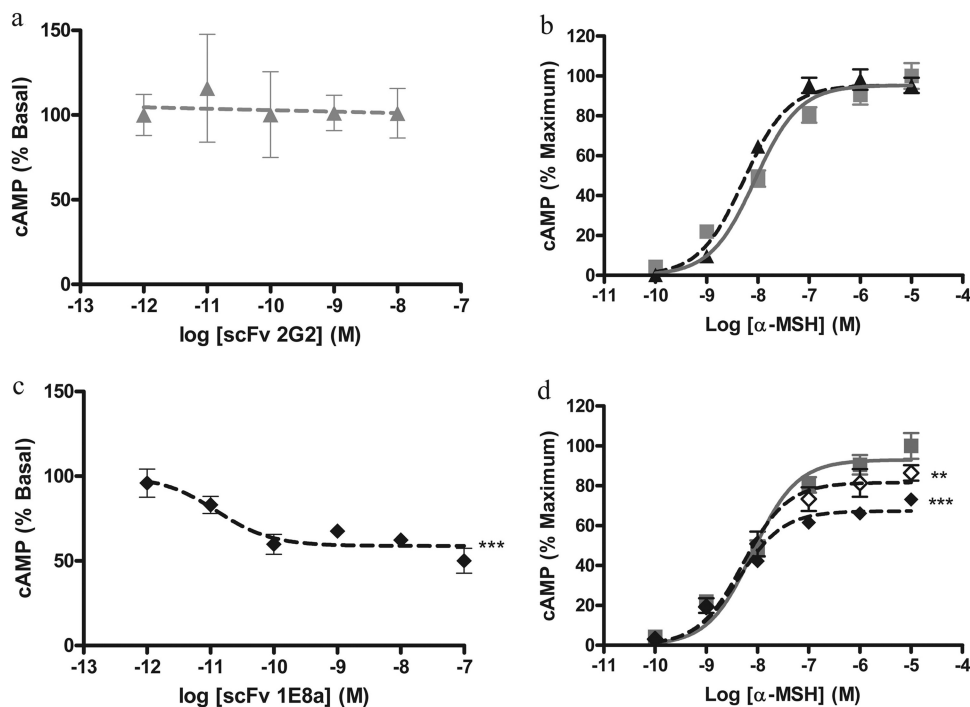 a
cAMP (% Basal)
150
100
50
0
-13 -12 -11 -10 -9 -8 -7
log [scFv 2G2] (M)
b
cAMP (% Maximum)
120
100
80
60
40
20
0
-11 -10 -9 -8 -7 -6 -5 -4
Log [α-MSH] (M)
c
cAMP (% Basal)
150
100
50
0
***
-13 -12 -11 -10 -9 -8 -7
log [scFv 1E8a] (M)
d
cAMP (% Maximum)
120
100
80
60
40
20
0
**
***
-11 -10 -9 -8 -7 -6 -5 -4
Log [α-MSH] (M)